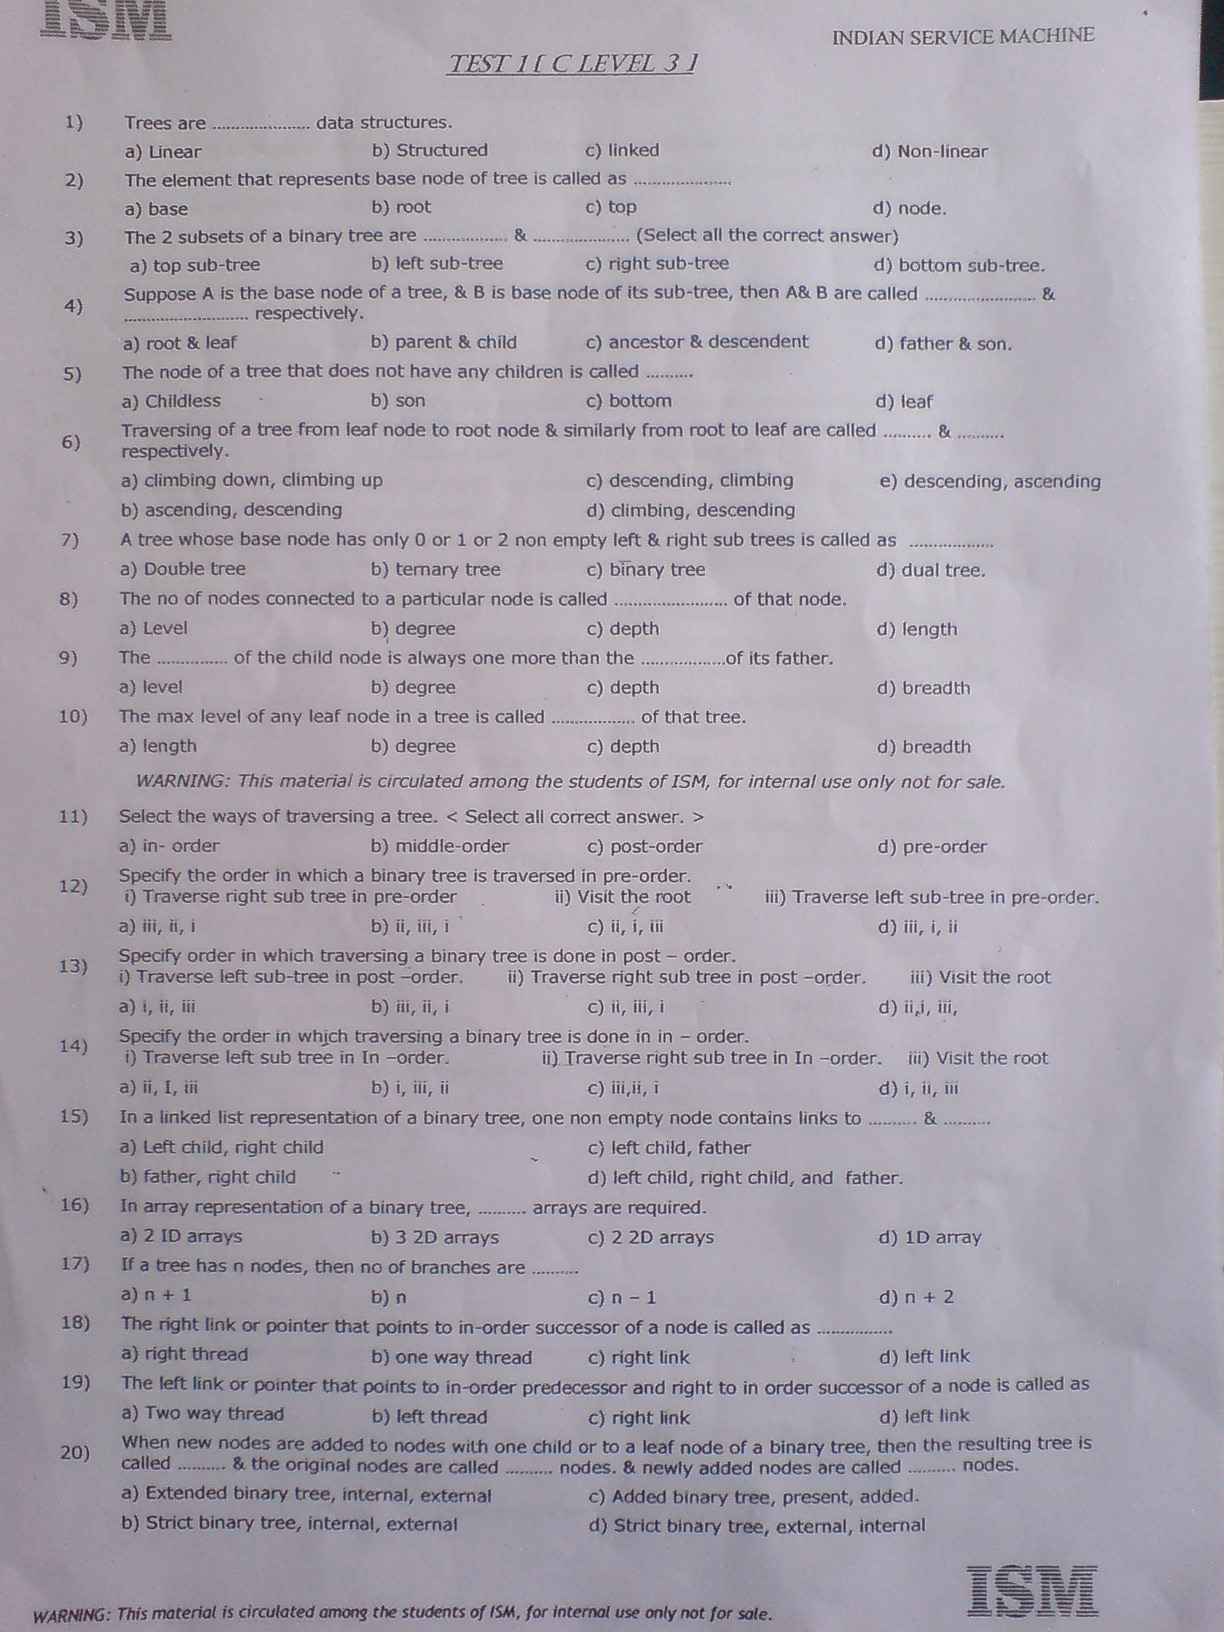 ISM
INDIAN SERVICE MACHINE
TEST 1 [ C LEVEL 3 ]
1) Trees are ..................... data structures.
a) Linear b) Structured c) linked d) Non-linear
2) The element that represents base node of tree is called as .....................
a) base b) root c) top d) node.
3) The 2 subsets of a binary tree are .................. & ..................... (Select all the correct answer)
a) top sub-tree b) left sub-tree c) right sub-tree d) bottom sub-tree.
4) Suppose A is the base node of a tree, & B is base node of its sub-tree, then A& B are called ........................ &
........................... respectively.
a) root & leaf b) parent & child c) ancestor & descendent d) father & son.
5) The node of a tree that does not have any children is called ..........
a) Childless b) son c) bottom d) leaf
6) Traversing of a tree from leaf node to root node & similarly from root to leaf are called .......... & ..........
respectively.
a) climbing down, climbing up c) descending, climbing e) descending, ascending
b) ascending, descending d) climbing, descending
7) A tree whose base node has only 0 or 1 or 2 non empty left & right sub trees is called as ..................
a) Double tree b) ternary tree c) binary tree d) dual tree.
8) The no of nodes connected to a particular node is called ........................ of that node.
a) Level b) degree c) depth d) length
9) The ............... of the child node is always one more than the ..................of its father.
a) level b) degree c) depth d) breadth
10) The max level of any leaf node in a tree is called .................. of that tree.
a) length b) degree c) depth d) breadth
WARNING: This material is circulated among the students of ISM, for internal use only not for sale.
11) Select the ways of traversing a tree. < Select all correct answer. >
a) in- order b) middle-order c) post-order d) pre-order
12) Specify the order in which a binary tree is traversed in pre-order.
i) Traverse right sub tree in pre-order ii) Visit the root iii) Traverse left sub-tree in pre-order.
a) iii, ii, i b) ii, iii, i c) ii, i, iii d) iii, i, ii
13) Specify order in which traversing a binary tree is done in post – order.
i) Traverse left sub-tree in post –order. ii) Traverse right sub tree in post –order. iii) Visit the root
a) i, ii, iii b) iii, ii, i c) ii, iii, i d) ii,i, iii,
14) Specify the order in which traversing a binary tree is done in in – order.
i) Traverse left sub tree in In –order. ii) Traverse right sub tree in In –order. iii) Visit the root
a) ii, I, iii b) i, iii, ii c) iii,ii, i d) i, ii, iii
15) In a linked list representation of a binary tree, one non empty node contains links to .......... & ..........
a) Left child, right child c) left child, father
b) father, right child d) left child, right child, and father.
16) In array representation of a binary tree, .......... arrays are required.
a) 2 ID arrays b) 3 2D arrays c) 2 2D arrays d) 1D array
17) If a tree has n nodes, then no of branches are ..........
a) n + 1 b) n c) n – 1 d) n + 2
18) The right link or pointer that points to in-order successor of a node is called as ................
a) right thread b) one way thread c) right link d) left link
19) The left link or pointer that points to in-order predecessor and right to in order successor of a node is called as
a) Two way thread b) left thread c) right link d) left link
20) When new nodes are added to nodes with one child or to a leaf node of a binary tree, then the resulting tree is
called .......... & the original nodes are called .......... nodes. & newly added nodes are called .......... nodes.
a) Extended binary tree, internal, external c) Added binary tree, present, added.
b) Strict binary tree, internal, external d) Strict binary tree, external, internal
ISM
WARNING: This material is circulated among the students of ISM, for internal use only not for sale.